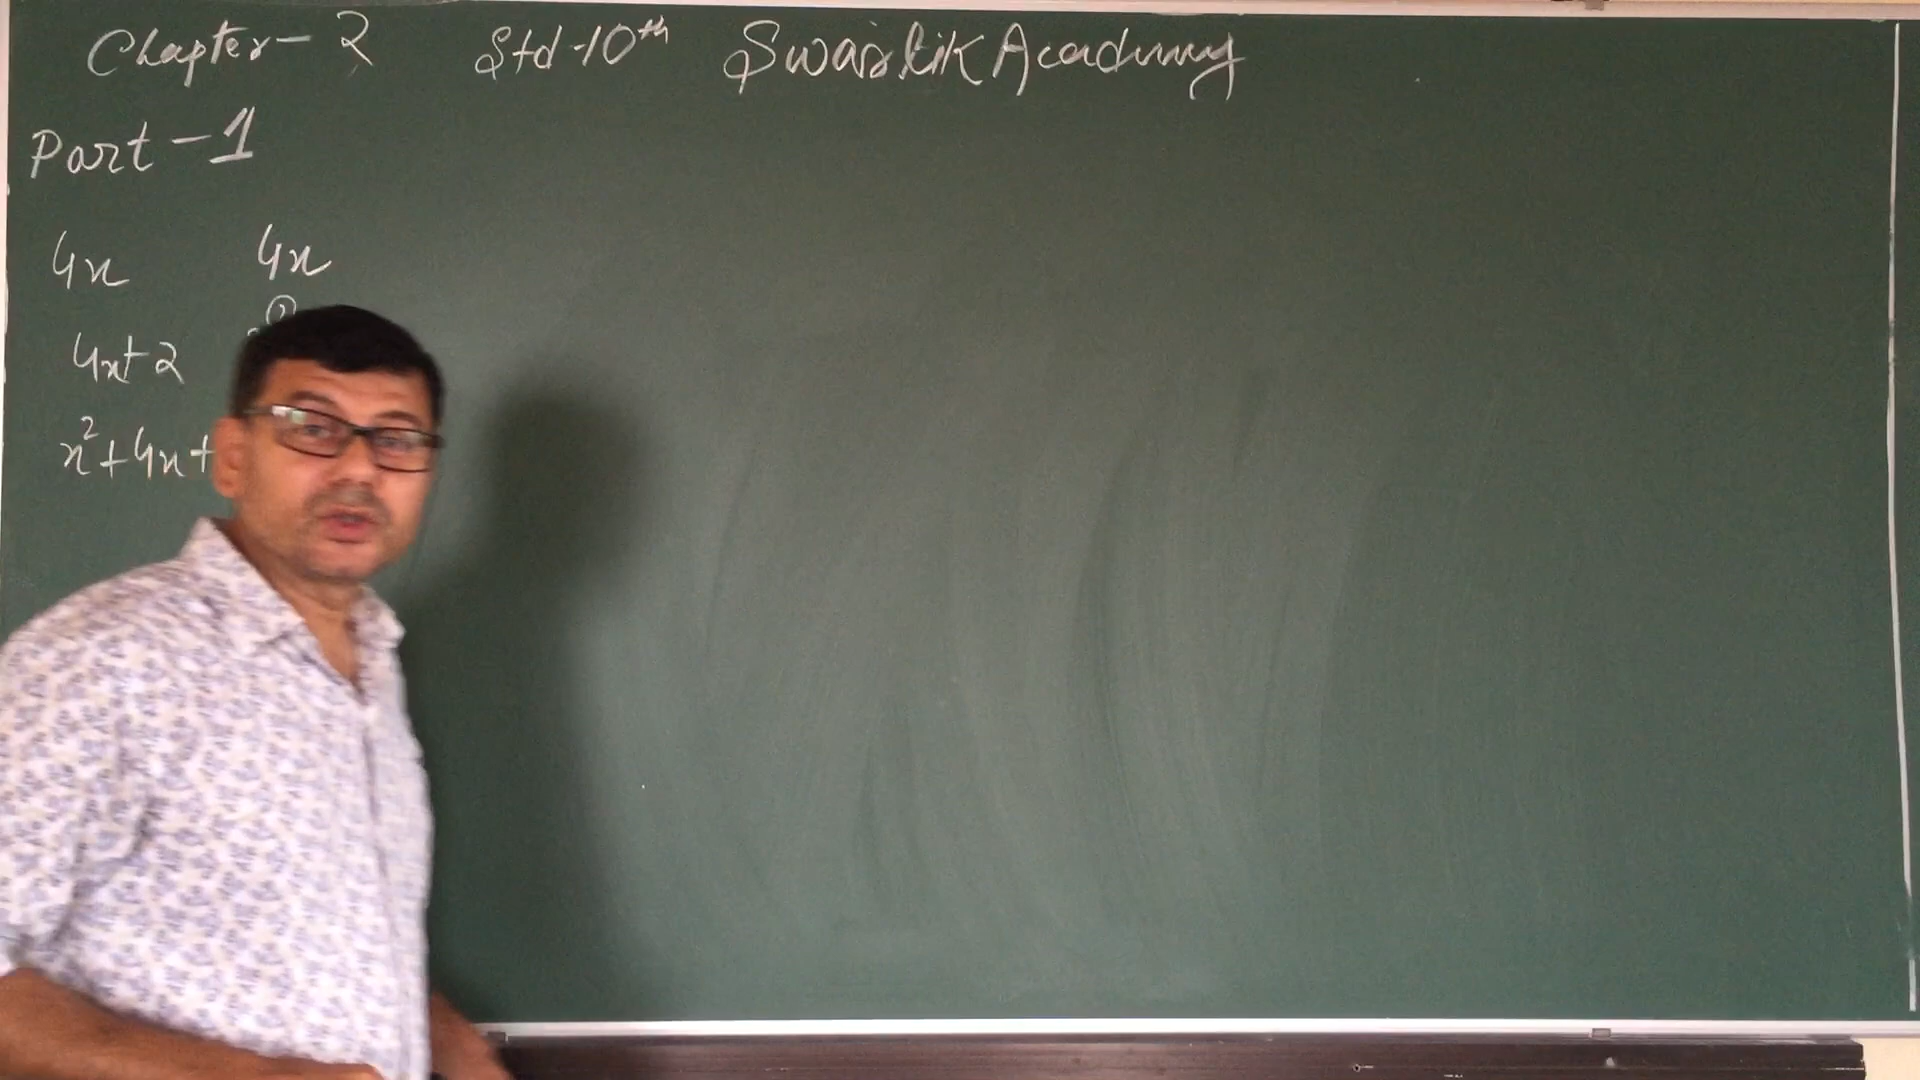 Chapter - 2 Std-10th Swastik Academy
Part - 1
4x 4x
4x+2
x²+4x+